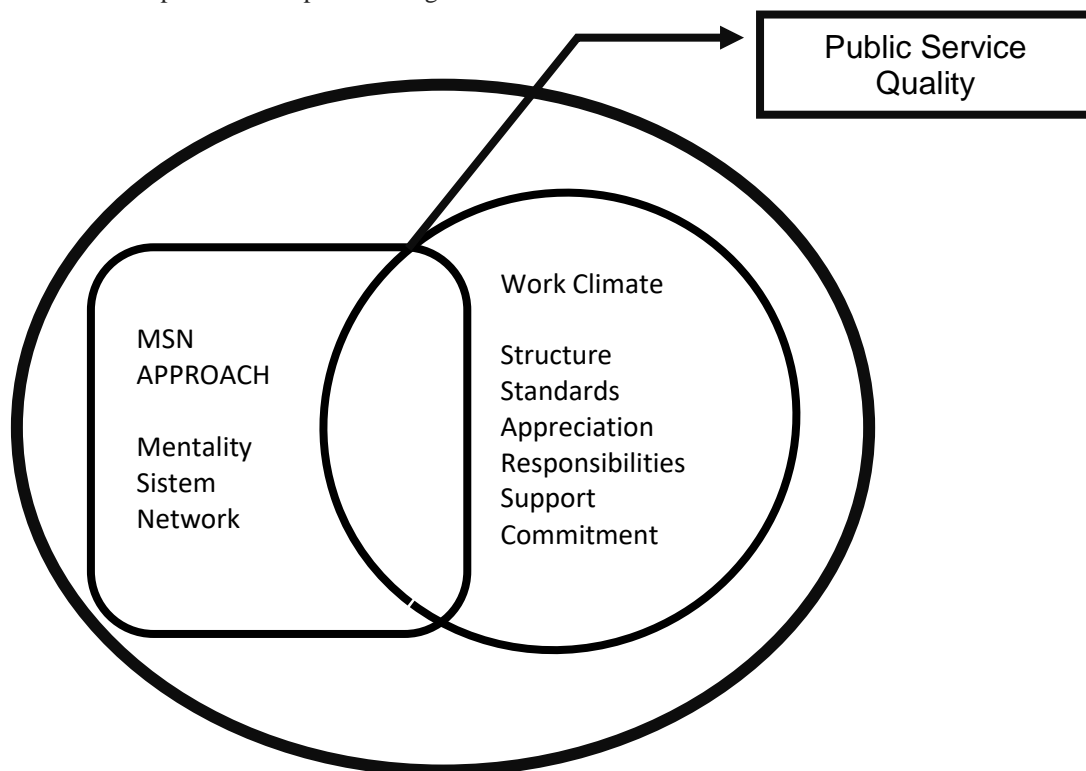 Public Service
Quality
Work Climate
Structure
Standards
Appreciation
Responsibilities
Support
Commitment
MSN
APPROACH
Mentality
Sistem
Network